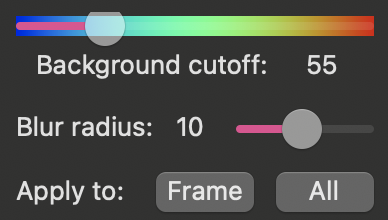 Background cutoff: 55
Blur radius: 10
Apply to: Frame All